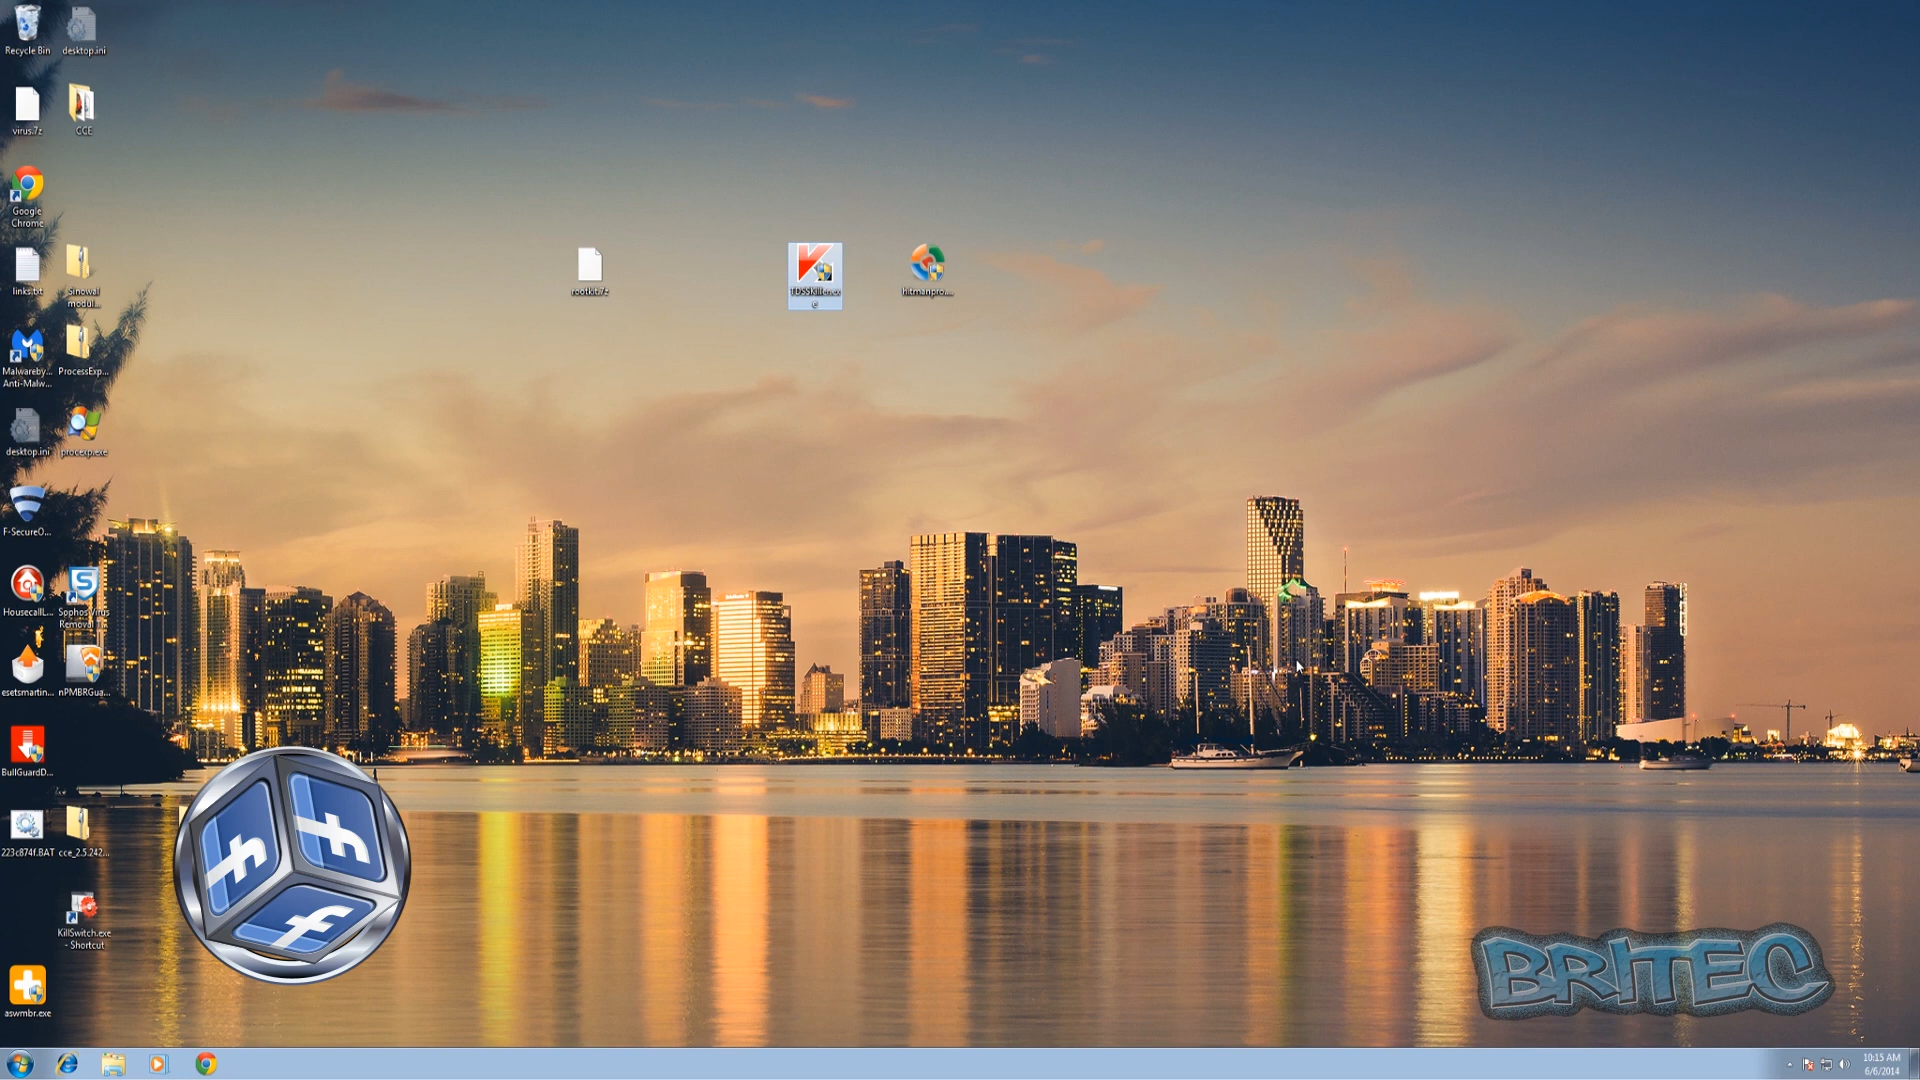 Recycle Bin
desktop.ini
virus.7z
CCE
Google
Chrome
links.txt
Sinowal
modul...
Malwareby...
Anti-Malw...
ProcessExp...
desktop.ini
procexp.exe
F-SecureO...
HousecallL...
Sophos Virus
Removal T...
esetsmartin...
nPMBRGua...
BullGuardD...
223c874f.BAT
cce_2.5.242...
KillSwitch.exe
- Shortcut
aswmbr.exe
rootkit.7z
TDSSKiller.ex
e
hitmanpro....
BRITEC
10:15 AM
6/6/2014